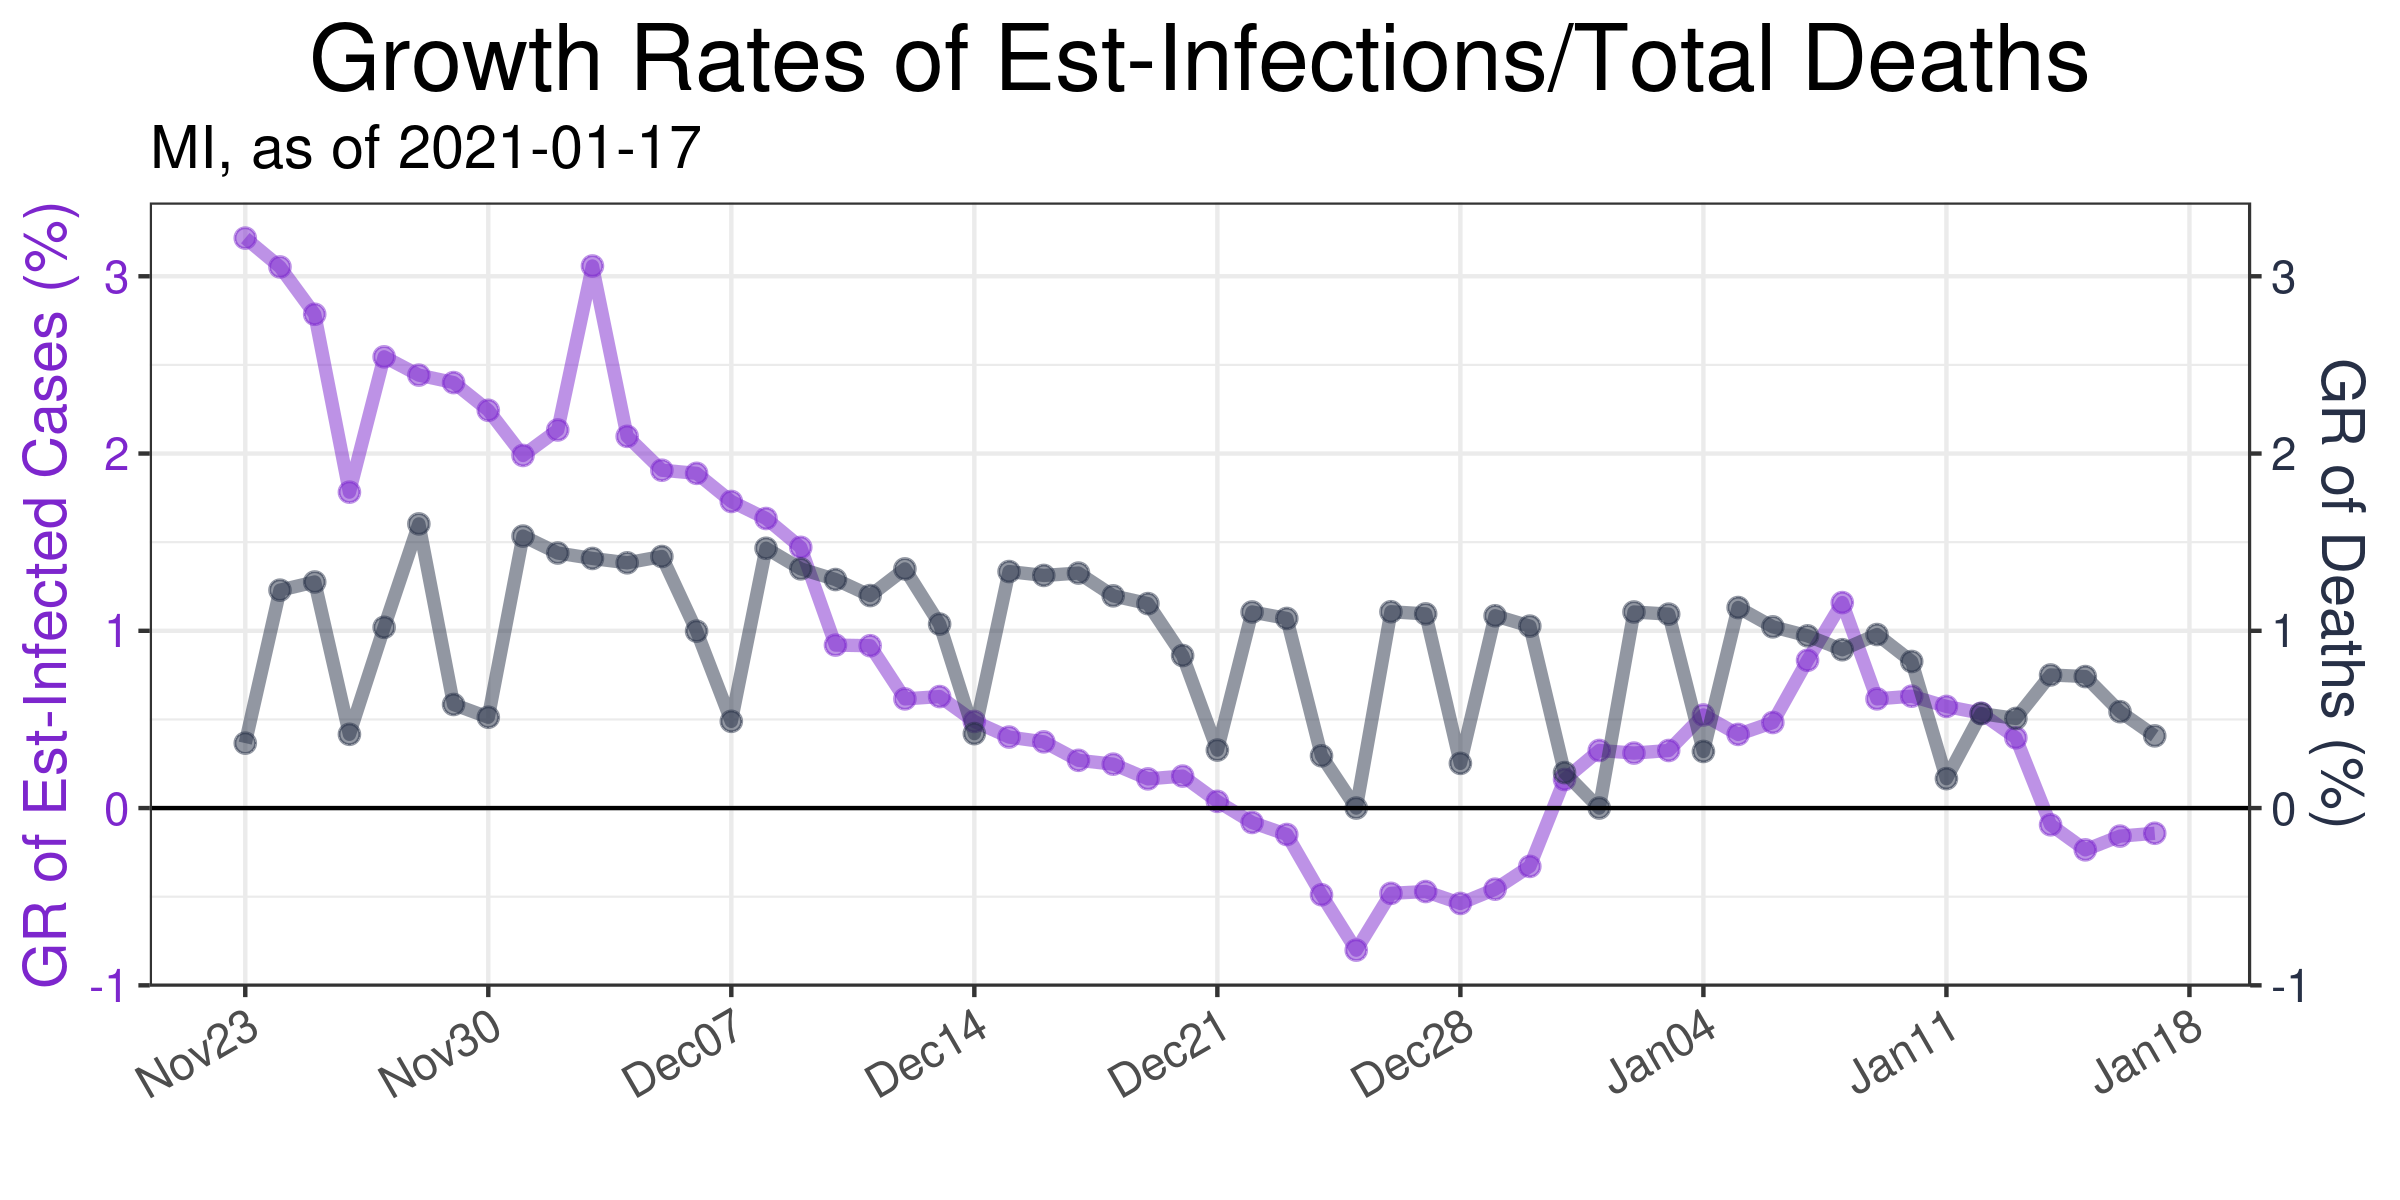 Growth Rates of Est-Infections/Total Deaths
MI, as of 2021-01-17
GR of Est-Infected Cases (%)
3
2
1
0
-1
3
2
1
0
-1
GR of Deaths (%)
Nov23
Nov30
Dec07
Dec14
Dec21
Dec28
Jan04
Jan11
Jan18